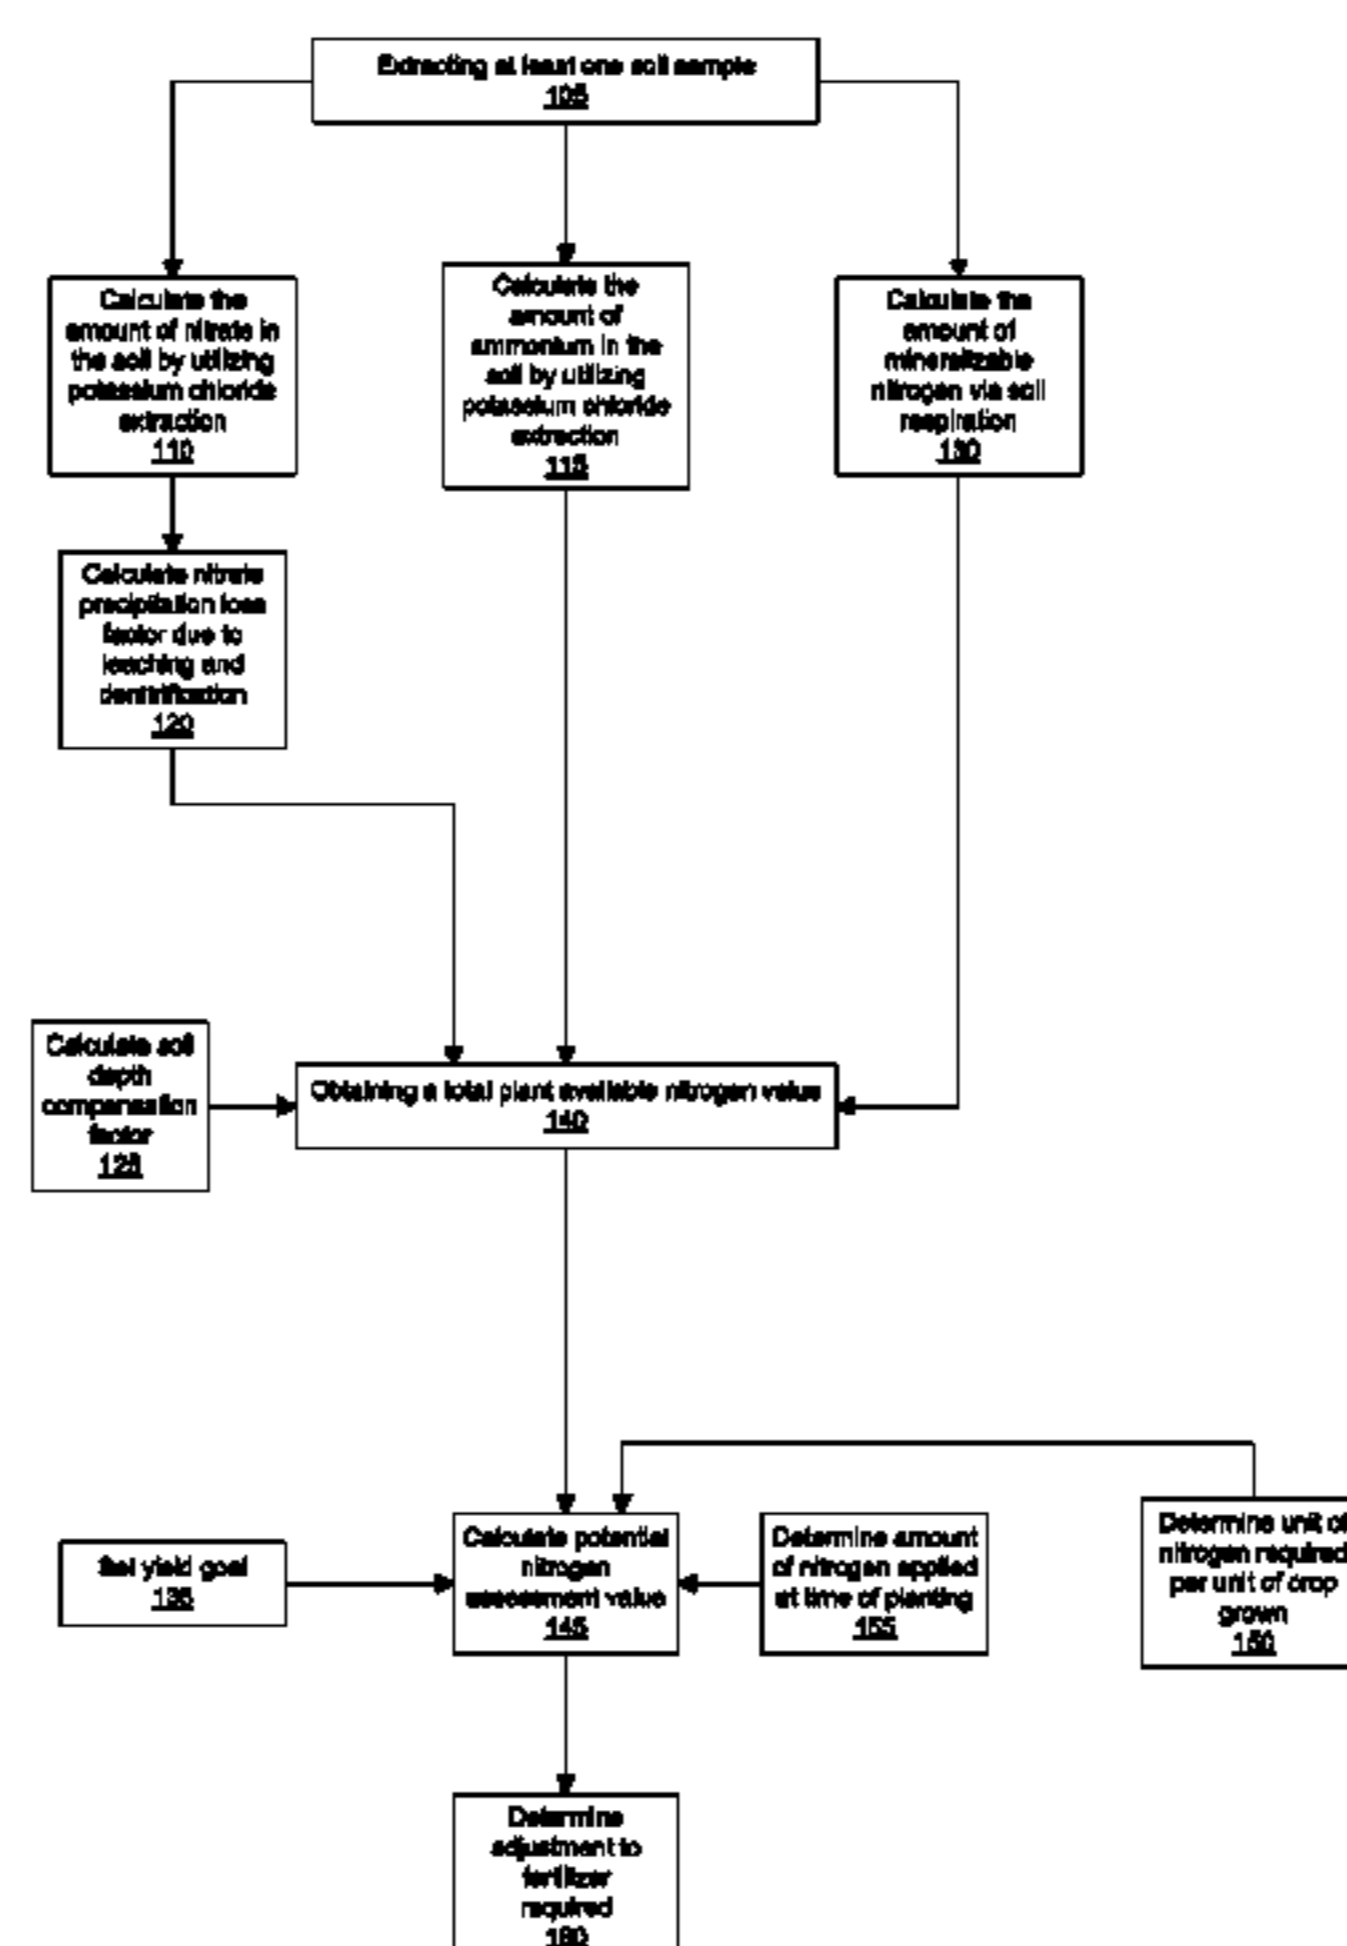 Extracting at least one soil sample
105
Calculate the
amount of nitrate in
the soil by utilizing
potassium chloride
extraction
110
Calculate the
amount of
ammonium in the
soil by utilizing
potassium chloride
extraction
115
Calculate the
amount of
mineralizable
nitrogen via soil
respiration
130
Calculate nitrate
precipitation loss
factor due to
leaching and
120
Calculate soil
depth
compensation
factor
125
Obtaining a total plant available nitrogen value
140
Set yield goal
135
Calculate potential
nitrogen
assessment value
145
Determine amount
of nitrogen applied
at time of planting
155
Determine unit of
nitrogen required
per unit of crop
grown
150
Determine
adjustment to
fertilizer
required
160